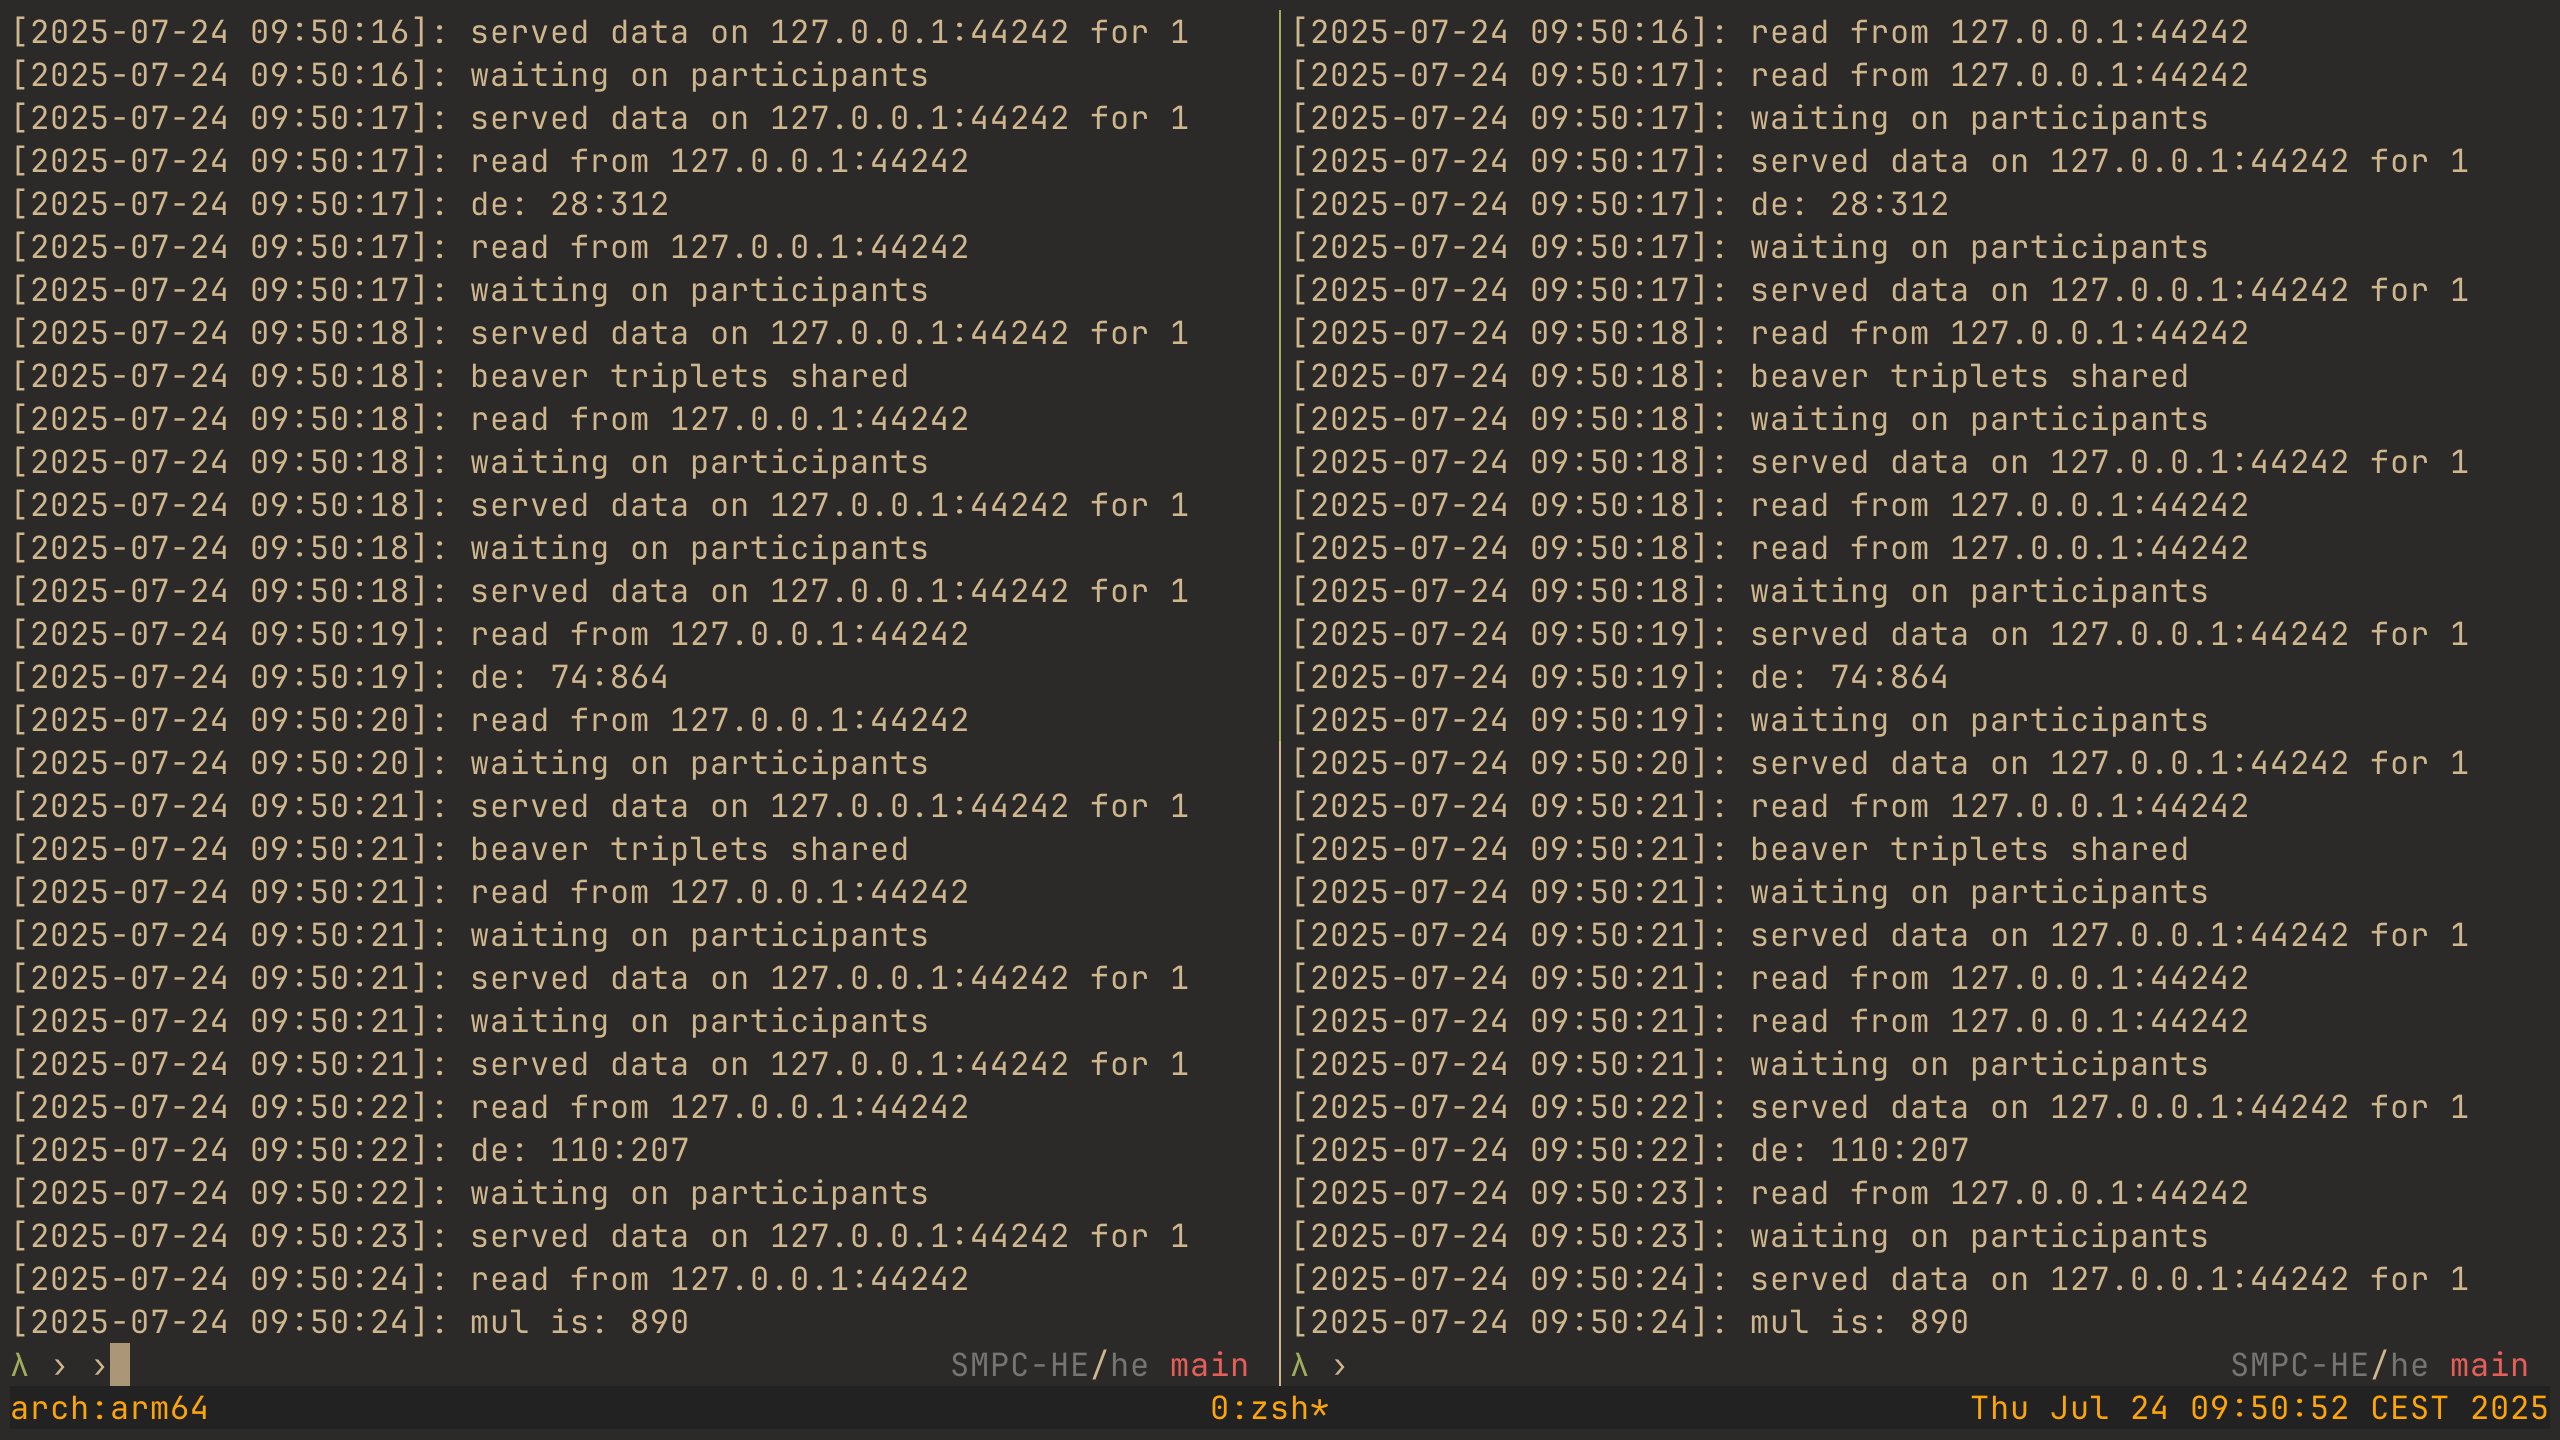 [2025-07-24 09:50:16]: served data on 127.0.0.1:44242 for 1
[2025-07-24 09:50:16]: waiting on participants
[2025-07-24 09:50:17]: served data on 127.0.0.1:44242 for 1
[2025-07-24 09:50:17]: read from 127.0.0.1:44242
[2025-07-24 09:50:17]: de: 28:312
[2025-07-24 09:50:17]: read from 127.0.0.1:44242
[2025-07-24 09:50:17]: waiting on participants
[2025-07-24 09:50:18]: served data on 127.0.0.1:44242 for 1
[2025-07-24 09:50:18]: beaver triplets shared
[2025-07-24 09:50:18]: read from 127.0.0.1:44242
[2025-07-24 09:50:18]: waiting on participants
[2025-07-24 09:50:18]: served data on 127.0.0.1:44242 for 1
[2025-07-24 09:50:18]: waiting on participants
[2025-07-24 09:50:18]: served data on 127.0.0.1:44242 for 1
[2025-07-24 09:50:19]: read from 127.0.0.1:44242
[2025-07-24 09:50:19]: de: 74:864
[2025-07-24 09:50:20]: read from 127.0.0.1:44242
[2025-07-24 09:50:20]: waiting on participants
[2025-07-24 09:50:21]: served data on 127.0.0.1:44242 for 1
[2025-07-24 09:50:21]: beaver triplets shared
[2025-07-24 09:50:21]: read from 127.0.0.1:44242
[2025-07-24 09:50:21]: waiting on participants
[2025-07-24 09:50:21]: served data on 127.0.0.1:44242 for 1
[2025-07-24 09:50:21]: waiting on participants
[2025-07-24 09:50:21]: served data on 127.0.0.1:44242 for 1
[2025-07-24 09:50:22]: read from 127.0.0.1:44242
[2025-07-24 09:50:22]: de: 110:207
[2025-07-24 09:50:22]: waiting on participants
[2025-07-24 09:50:23]: served data on 127.0.0.1:44242 for 1
[2025-07-24 09:50:24]: read from 127.0.0.1:44242
[2025-07-24 09:50:24]: mul is: 890
λ › › SMPC-HE/he main
[2025-07-24 09:50:16]: read from 127.0.0.1:44242
[2025-07-24 09:50:17]: read from 127.0.0.1:44242
[2025-07-24 09:50:17]: waiting on participants
[2025-07-24 09:50:17]: served data on 127.0.0.1:44242 for 1
[2025-07-24 09:50:17]: de: 28:312
[2025-07-24 09:50:17]: waiting on participants
[2025-07-24 09:50:17]: served data on 127.0.0.1:44242 for 1
[2025-07-24 09:50:18]: read from 127.0.0.1:44242
[2025-07-24 09:50:18]: beaver triplets shared
[2025-07-24 09:50:18]: waiting on participants
[2025-07-24 09:50:18]: served data on 127.0.0.1:44242 for 1
[2025-07-24 09:50:18]: read from 127.0.0.1:44242
[2025-07-24 09:50:18]: read from 127.0.0.1:44242
[2025-07-24 09:50:18]: waiting on participants
[2025-07-24 09:50:19]: served data on 127.0.0.1:44242 for 1
[2025-07-24 09:50:19]: de: 74:864
[2025-07-24 09:50:19]: waiting on participants
[2025-07-24 09:50:20]: served data on 127.0.0.1:44242 for 1
[2025-07-24 09:50:21]: read from 127.0.0.1:44242
[2025-07-24 09:50:21]: beaver triplets shared
[2025-07-24 09:50:21]: waiting on participants
[2025-07-24 09:50:21]: served data on 127.0.0.1:44242 for 1
[2025-07-24 09:50:21]: read from 127.0.0.1:44242
[2025-07-24 09:50:21]: read from 127.0.0.1:44242
[2025-07-24 09:50:21]: waiting on participants
[2025-07-24 09:50:22]: served data on 127.0.0.1:44242 for 1
[2025-07-24 09:50:22]: de: 110:207
[2025-07-24 09:50:23]: read from 127.0.0.1:44242
[2025-07-24 09:50:23]: waiting on participants
[2025-07-24 09:50:24]: served data on 127.0.0.1:44242 for 1
[2025-07-24 09:50:24]: mul is: 890
λ › SMPC-HE/he main
arch:arm64 0:zsh* Thu Jul 24 09:50:52 CEST 2025